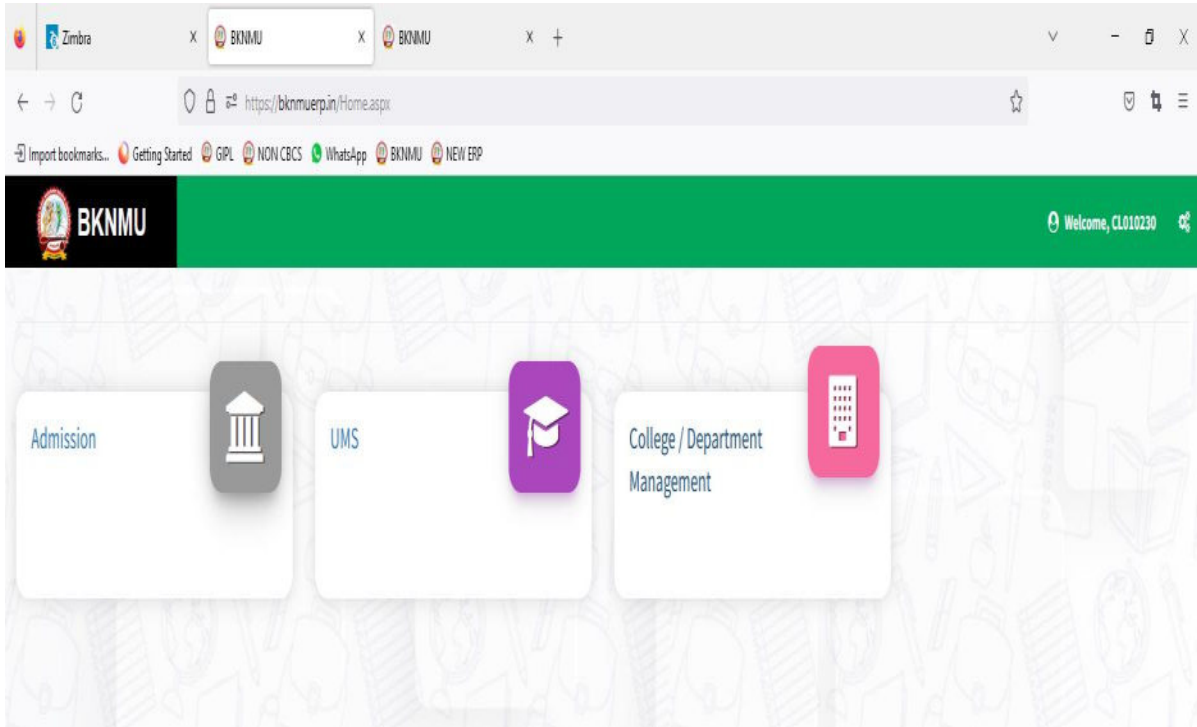 Zimbra
BKNMU
BKNMU
https://bknmuerp.in/Home.aspx
Import bookmarks... Getting Started GIPL NON CBCS WhatsApp BKNMU NEW ERP
BKNMU
Welcome, CL010230
Admission
UMS
College / Department
Management